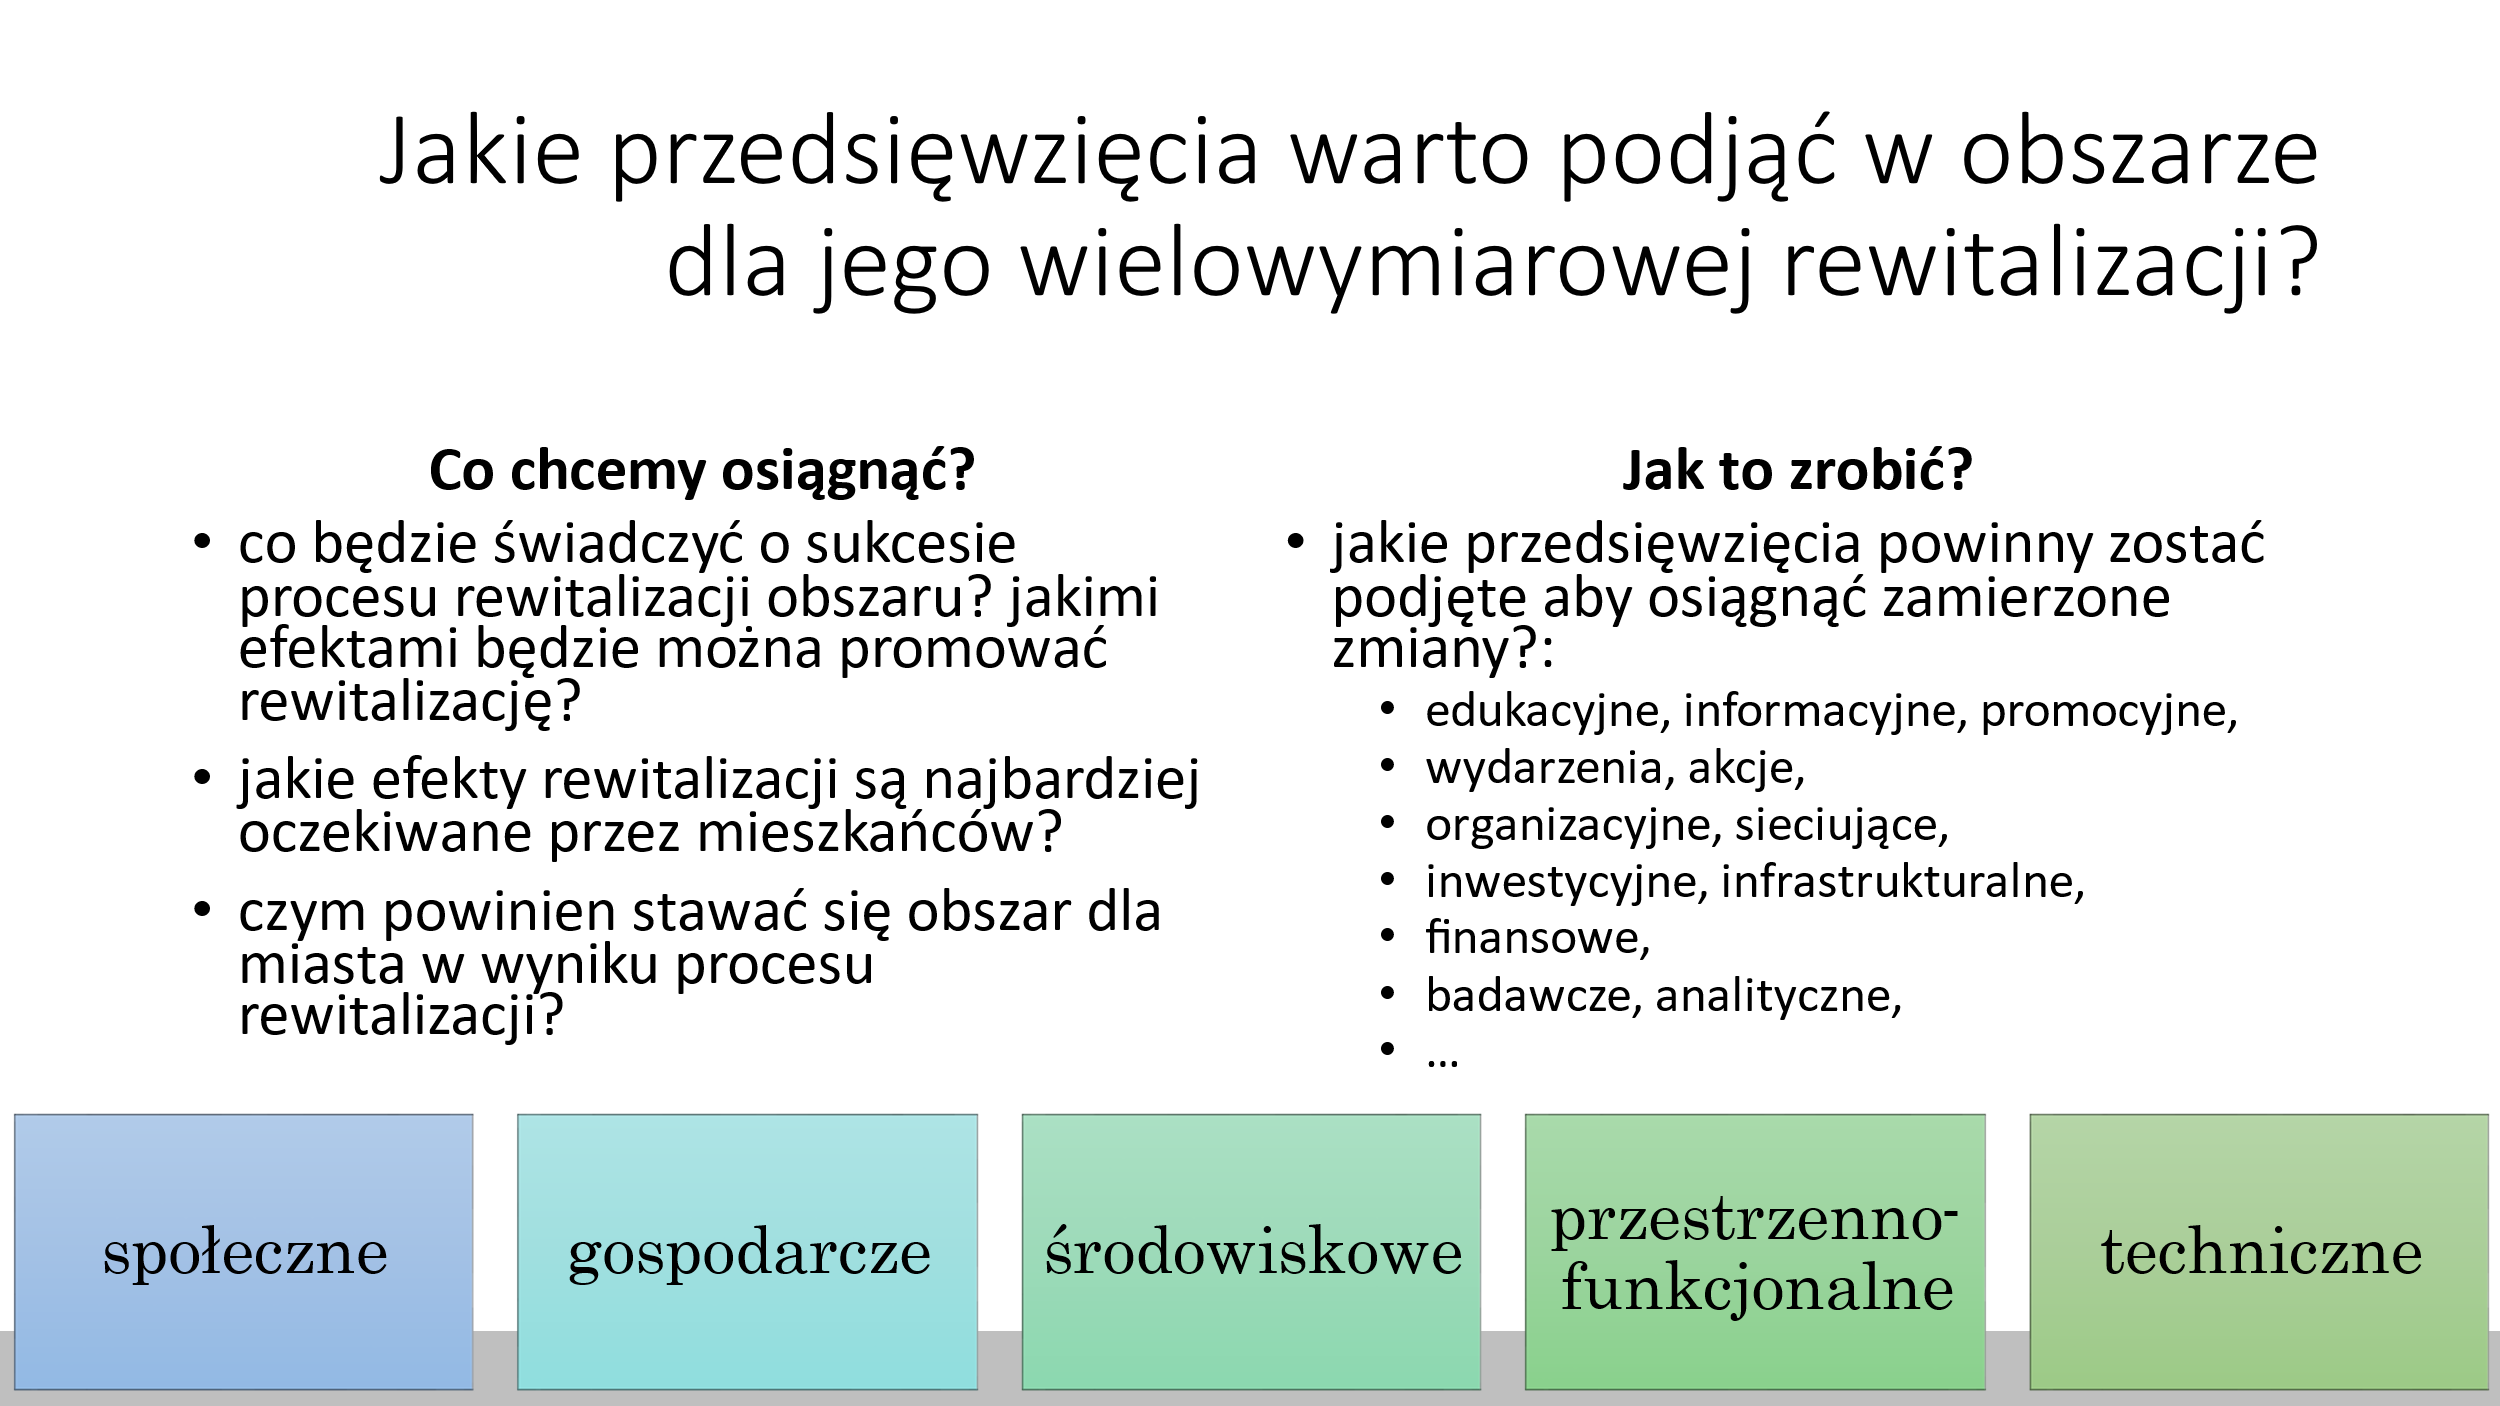 Jakie przedsięwzięcia warto podjąć w obszarze
dla jego wielowymiarowej rewitalizacji?
Co chcemy osiągnąć?
• co będzie świadczyć o sukcesie
procesu rewitalizacji obszaru? jakimi
efektami będzie można promować
rewitalizację?
• jakie efekty rewitalizacji są najbardziej
oczekiwane przez mieszkańców?
• czym powinien stawać się obszar dla
miasta w wyniku procesu
rewitalizacji?
Jak to zrobić?
• jakie przedsięwzięcia powinny zostać
podjęte aby osiągnąć zamierzone
zmiany?:
• edukacyjne, informacyjne, promocyjne,
• wydarzenia, akcje,
• organizacyjne, sieciujące,
• inwestycyjne, infrastrukturalne,
• finansowe,
• badawcze, analityczne,
• ...
społeczne
gospodarcze
środowiskowe
przestrzenno-
funkcjonalne
techniczne